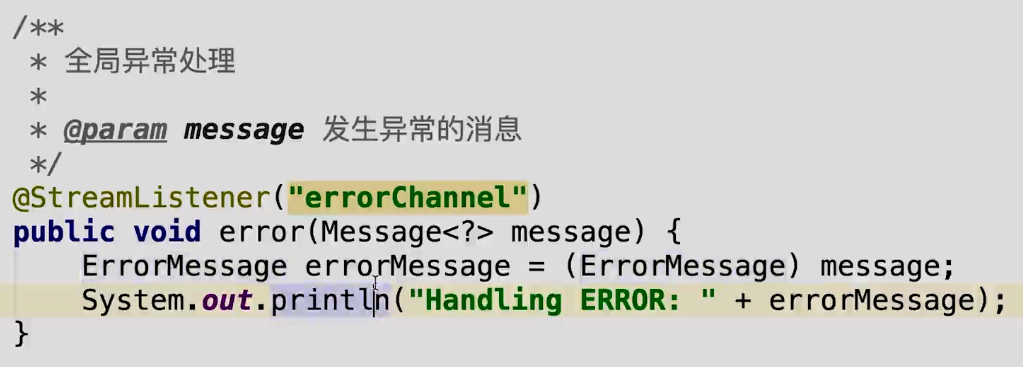 /**
 * 全局异常处理
 *
 * @param message 发生异常的消息
 */
@StreamListener("errorChannel")
public void error(Message<?> message) {
    ErrorMessage errorMessage = (ErrorMessage) message;
    System.out.println("Handling ERROR: " + errorMessage);
}